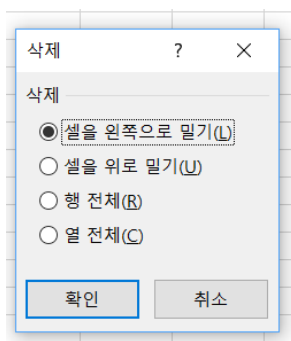 삭제 ? ×
삭제
셀을 왼쪽으로 밀기(L)
셀을 위로 밀기(U)
행 전체(R)
열 전체(C)
확인 취소